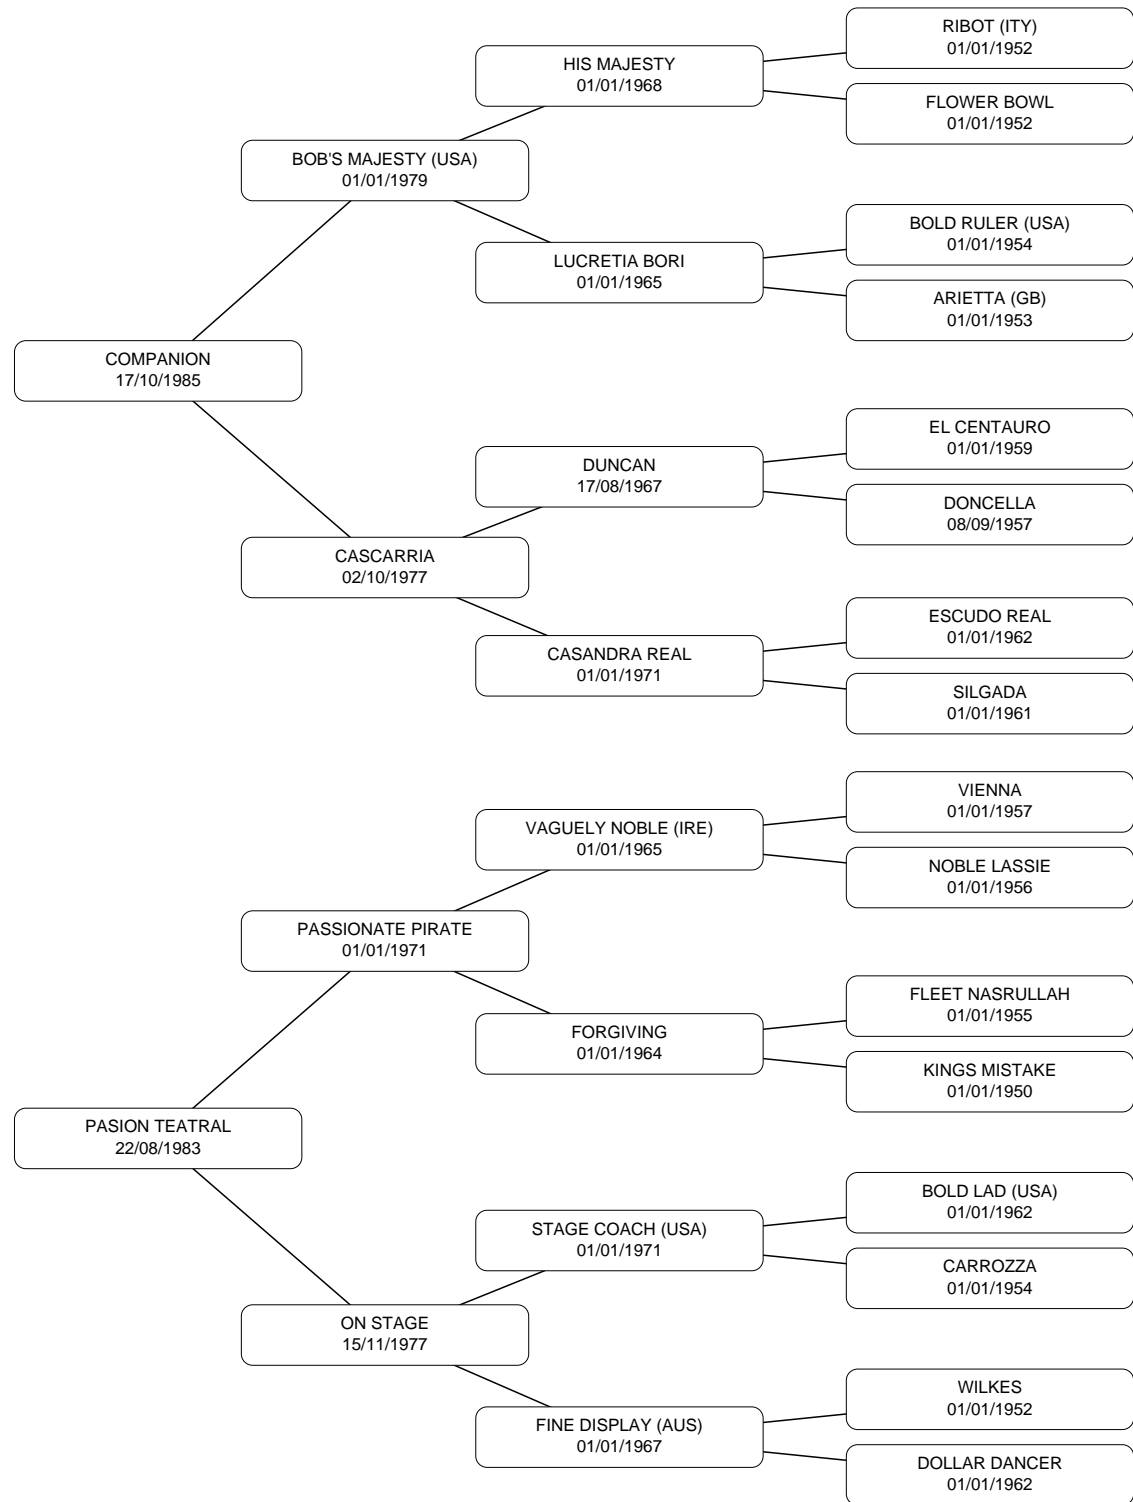 RIBOT (ITY)
01/01/1952
HIS MAJESTY
01/01/1968
FLOWER BOWL
01/01/1952
BOB'S MAJESTY (USA)
01/01/1979
BOLD RULER (USA)
01/01/1954
LUCRETIA BORI
01/01/1965
ARIETTA (GB)
01/01/1953
COMPANION
17/10/1985
EL CENTAURO
01/01/1959
DUNCAN
17/08/1967
DONCELLA
08/09/1957
CASCARRIA
02/10/1977
ESCUDO REAL
01/01/1962
CASANDRA REAL
01/01/1971
SILGADA
01/01/1961
VIENNA
01/01/1957
VAGUELY NOBLE (IRE)
01/01/1965
NOBLE LASSIE
01/01/1956
PASSIONATE PIRATE
01/01/1971
FLEET NASRULLAH
01/01/1955
FORGIVING
01/01/1964
KINGS MISTAKE
01/01/1950
PASION TEATRAL
22/08/1983
BOLD LAD (USA)
01/01/1962
STAGE COACH (USA)
01/01/1971
CARROZZA
01/01/1954
ON STAGE
15/11/1977
WILKES
01/01/1952
FINE DISPLAY (AUS)
01/01/1967
DOLLAR DANCER
01/01/1962